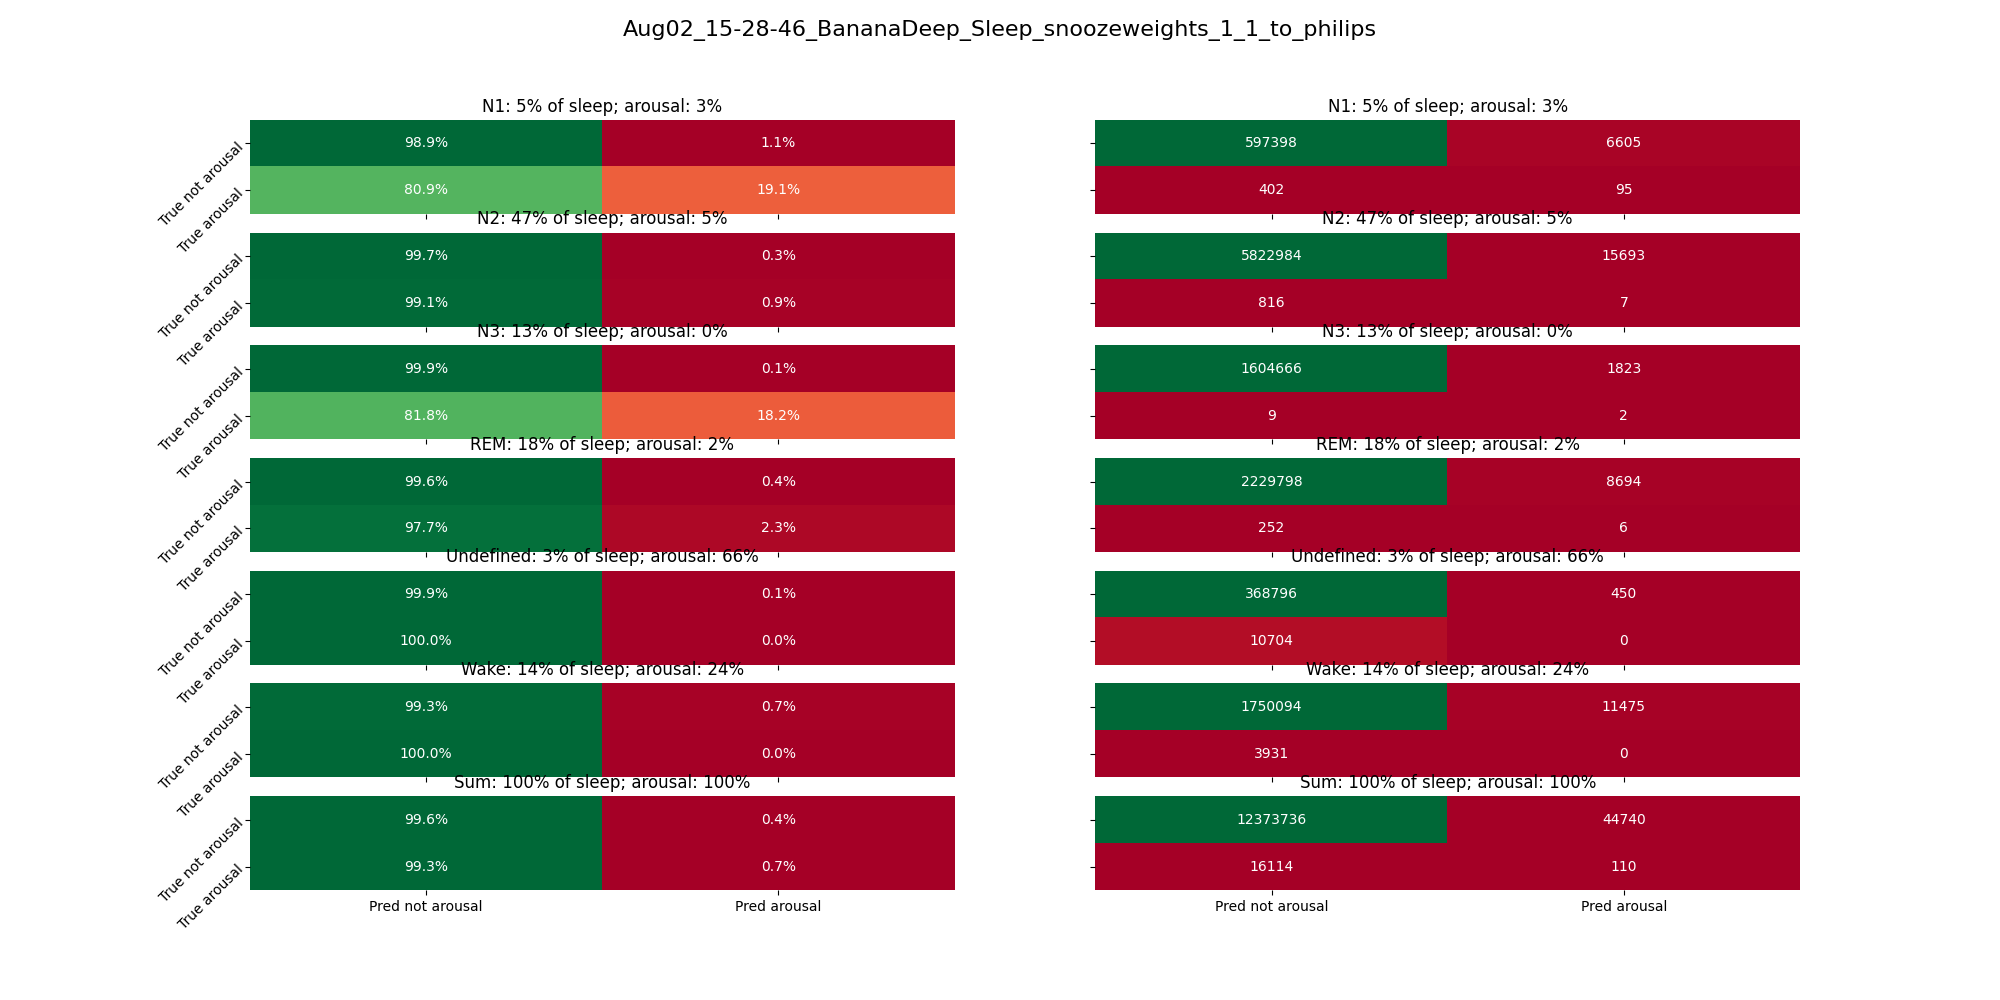 Aug02_15-28-46_BananaDeep_Sleep_snoozeweights_1_1_to_philips
N1: 5% of sleep; arousal: 3%
N1: 5% of sleep; arousal: 3%
True not arousal
98.9%
1.1%
597398
6605
True arousal
80.9%
19.1%
402
95
N2: 47% of sleep; arousal: 5%
N2: 47% of sleep; arousal: 5%
True not arousal
99.7%
0.3%
5822984
15693
True arousal
99.1%
0.9%
816
7
N3: 13% of sleep; arousal: 0%
N3: 13% of sleep; arousal: 0%
True not arousal
99.9%
0.1%
1604666
1823
True arousal
81.8%
18.2%
9
2
REM: 18% of sleep; arousal: 2%
REM: 18% of sleep; arousal: 2%
True not arousal
99.6%
0.4%
2229798
8694
True arousal
97.7%
2.3%
252
6
Undefined: 3% of sleep; arousal: 66%
Undefined: 3% of sleep; arousal: 66%
True not arousal
99.9%
0.1%
368796
450
True arousal
100.0%
0.0%
10704
0
Wake: 14% of sleep; arousal: 24%
Wake: 14% of sleep; arousal: 24%
True not arousal
99.3%
0.7%
1750094
11475
True arousal
100.0%
0.0%
3931
0
Sum: 100% of sleep; arousal: 100%
Sum: 100% of sleep; arousal: 100%
True not arousal
99.6%
0.4%
12373736
44740
True arousal
99.3%
0.7%
16114
110
Pred not arousal
Pred arousal
Pred not arousal
Pred arousal